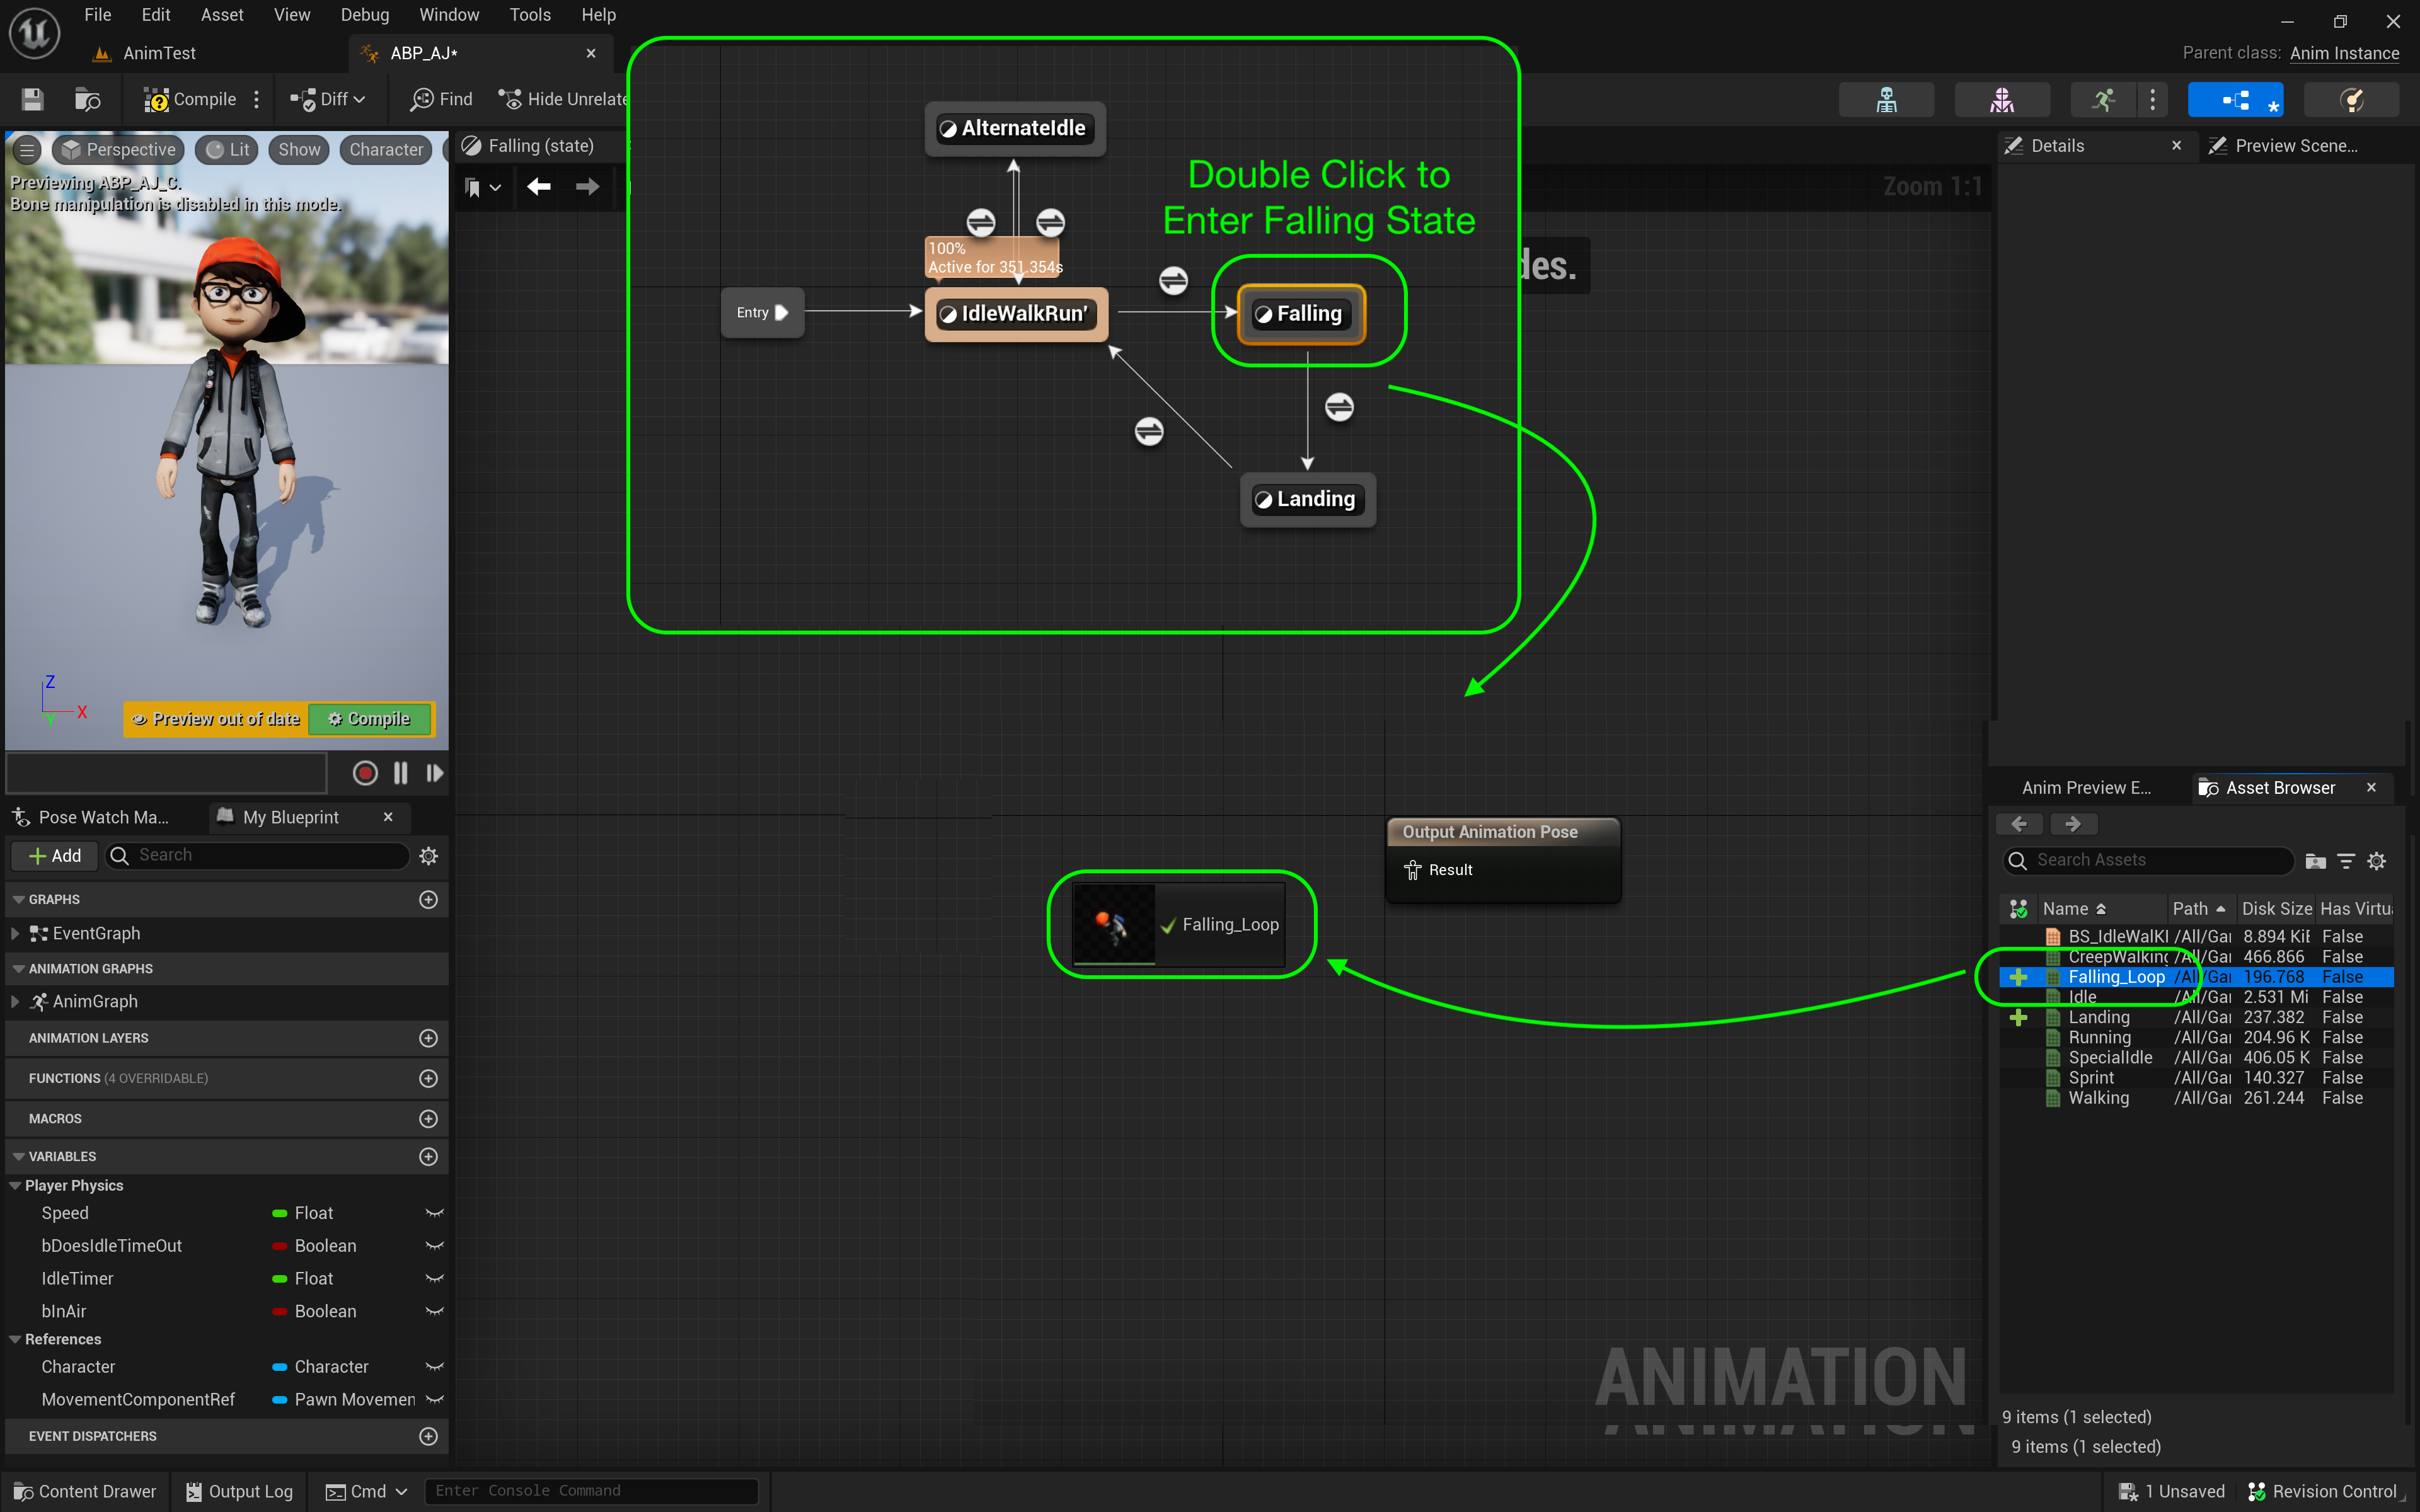 File Edit Asset View Debug Window Tools Help
AnimTest
ABP_AJ*
Parent class: Anim Instance
Compile
Diff
Find
Hide Unrelate
Perspective
Lit
Show
Character
Previewing ABP_AJ_C.
Bone manipulation is disabled in this mode.
Z
X
Y
Preview out of date
Compile
Falling (state)
Zoom 1:1
des.
AlternateIdle
Double Click to
Enter Falling State
100%
Active for 351.354s
Entry
IdleWalkRun'
Falling
Landing
Details
Preview Scene...
Output Animation Pose
Result
Falling_Loop
ANIMATION
Pose Watch Ma...
My Blueprint
Add
Search
GRAPHS
EventGraph
ANIMATION GRAPHS
AnimGraph
ANIMATION LAYERS
FUNCTIONS (4 OVERRIDABLE)
MACROS
VARIABLES
Player Physics
Speed Float
bDoesIdleTimeOut Boolean
IdleTimer Float
bInAir Boolean
References
Character Character
MovementComponentRef Pawn Movemen
EVENT DISPATCHERS
Anim Preview E...
Asset Browser
Search Assets
Name Path Disk Size Has Virtu
BS_IdleWalKI /All/Gai 8.894 KiE False
CreepWalking /All/Gai 466.866 False
Falling_Loop /All/Gai 196.768 False
Idle /All/Gai 2.531 Mi False
Landing /All/Gai 237.382 False
Running /All/Gai 204.96 K False
SpecialIdle /All/Gai 406.05 K False
Sprint /All/Gai 140.327 False
Walking /All/Gai 261.244 False
9 items (1 selected)
9 items (1 selected)
Content Drawer
Output Log
Cmd
Enter Console Command
1 Unsaved
Revision Control